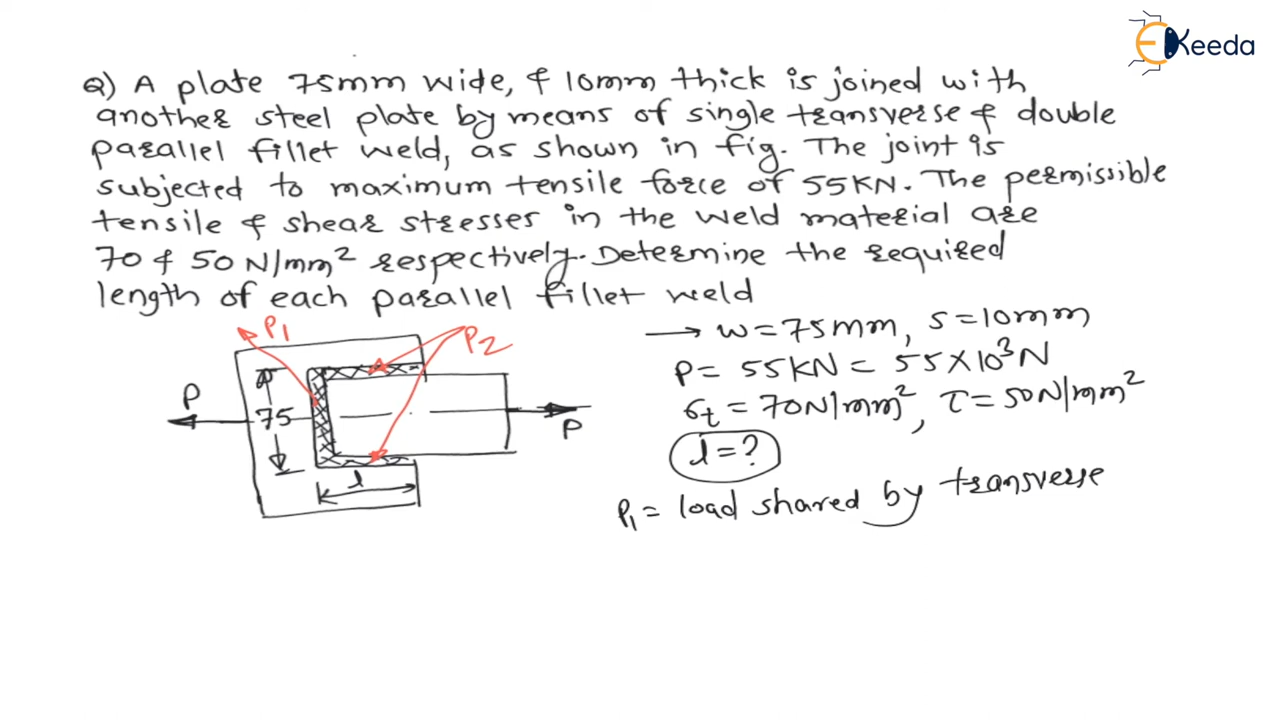 EKeeda
Q) A plate 75mm wide, & 10mm thick is joined with
another steel plate by means of single transverse & double
parallel fillet weld, as shown in fig. The joint is
subjected to maximum tensile force of 55KN. The permissible
tensile & shear stresses in the weld material are
70 & 50 N/mm² respectively. Determine the required
length of each parallel fillet weld
P1
P2
P
75
P
l
→ w = 75mm, s = 10mm
P = 55KN = 55×10³N
σt = 70N/mm², τ = 50N/mm²
l = ?
P1 = load shared by transverse